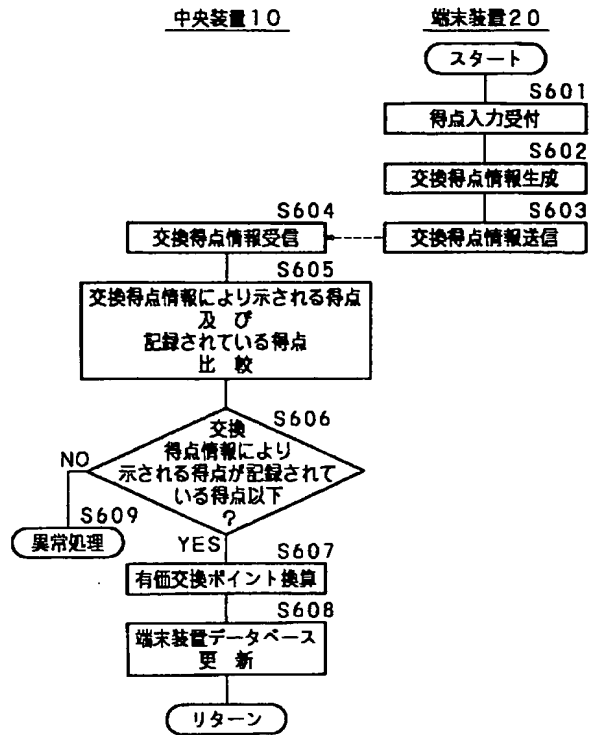 中央装置10
端末装置20
スタート
S601
得点入力受付
S602
交換得点情報生成
S603
交換得点情報送信
S604
交換得点情報受信
S605
交換得点情報により示される得点
及 び
記録されている得点
比 較
S606
交換
得点情報により
示される得点が記録されて
いる得点以下
?
NO
S609
異常処理
YES
S607
有価交換ポイント換算
S608
端末装置データベース
更 新
リターン